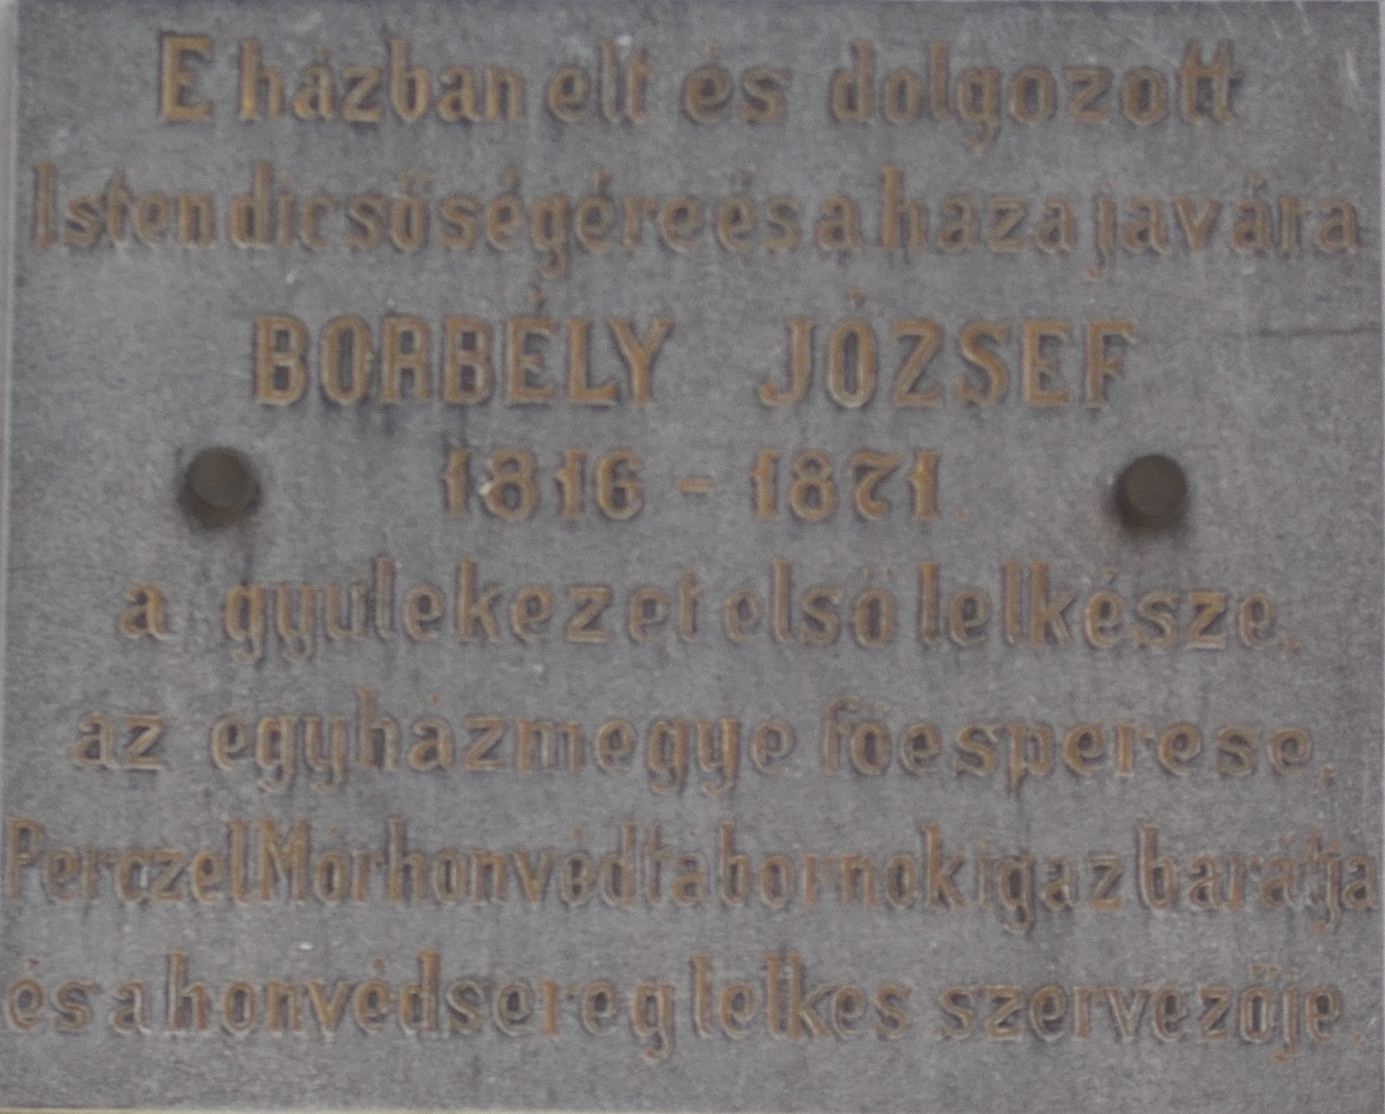 E házban élt és dolgozott
Isten dicsőségére és a haza javára
BORBÉLY JÓZSEF
1816 - 1871
a gyülekezet első lelkésze,
az egyházmegye főesperese,
Perczel Mór honvédtábornok igaz barátja
és a honvédsereg lelkes szervezője.